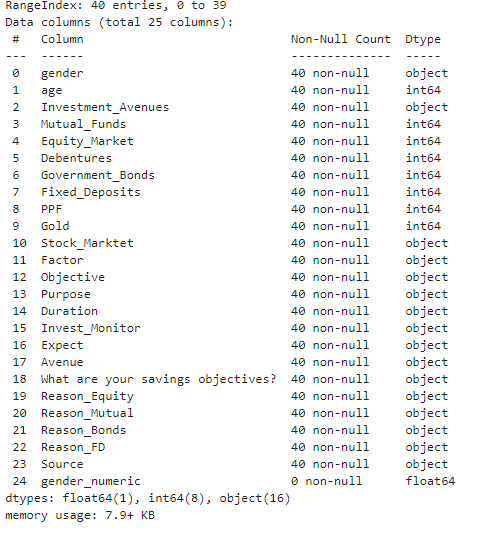 RangeIndex: 40 entries, 0 to 39
Data columns (total 25 columns):
 #   Column                          Non-Null Count  Dtype
---  ------                          --------------  -----
 0   gender                          40 non-null     object
 1   age                             40 non-null     int64
 2   Investment_Avenues              40 non-null     object
 3   Mutual_Funds                    40 non-null     int64
 4   Equity_Market                   40 non-null     int64
 5   Debentures                      40 non-null     int64
 6   Government_Bonds                40 non-null     int64
 7   Fixed_Deposits                  40 non-null     int64
 8   PPF                             40 non-null     int64
 9   Gold                            40 non-null     int64
 10  Stock_Marktet                   40 non-null     object
 11  Factor                          40 non-null     object
 12  Objective                       40 non-null     object
 13  Purpose                         40 non-null     object
 14  Duration                        40 non-null     object
 15  Invest_Monitor                  40 non-null     object
 16  Expect                          40 non-null     object
 17  Avenue                          40 non-null     object
 18  What are your savings objectives?  40 non-null     object
 19  Reason_Equity                   40 non-null     object
 20  Reason_Mutual                   40 non-null     object
 21  Reason_Bonds                    40 non-null     object
 22  Reason_FD                       40 non-null     object
 23  Source                          40 non-null     object
 24  gender_numeric                  0 non-null      float64
dtypes: float64(1), int64(8), object(16)
memory usage: 7.9+ KB